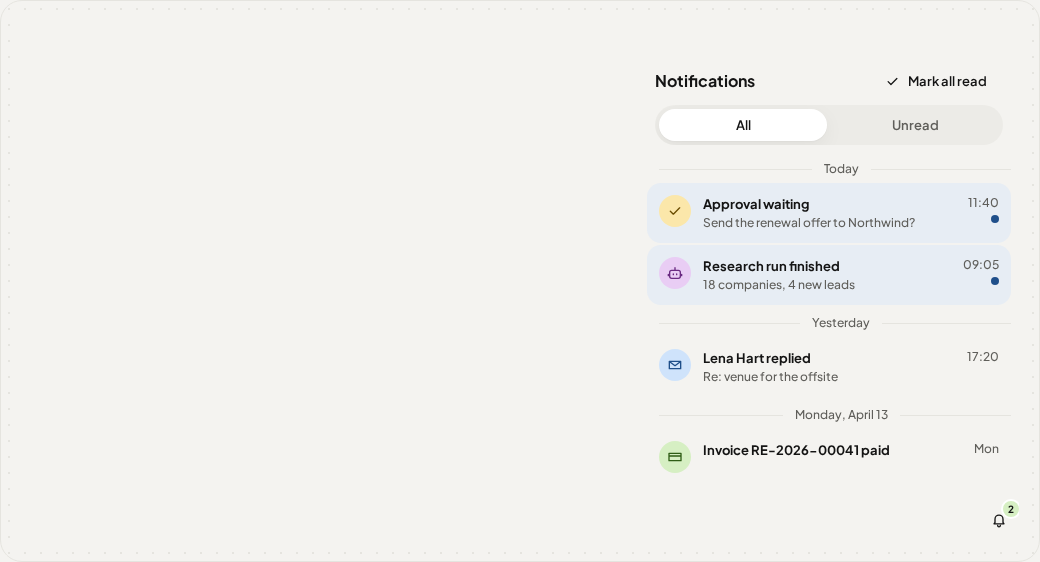 Notifications
Mark all read
All
Unread
Today
Approval waiting
11:40
Send the renewal offer to Northwind?
Research run finished
09:05
18 companies, 4 new leads
Yesterday
Lena Hart replied
17:20
Re: venue for the offsite
Monday, April 13
Invoice RE-2026-00041 paid
Mon
2